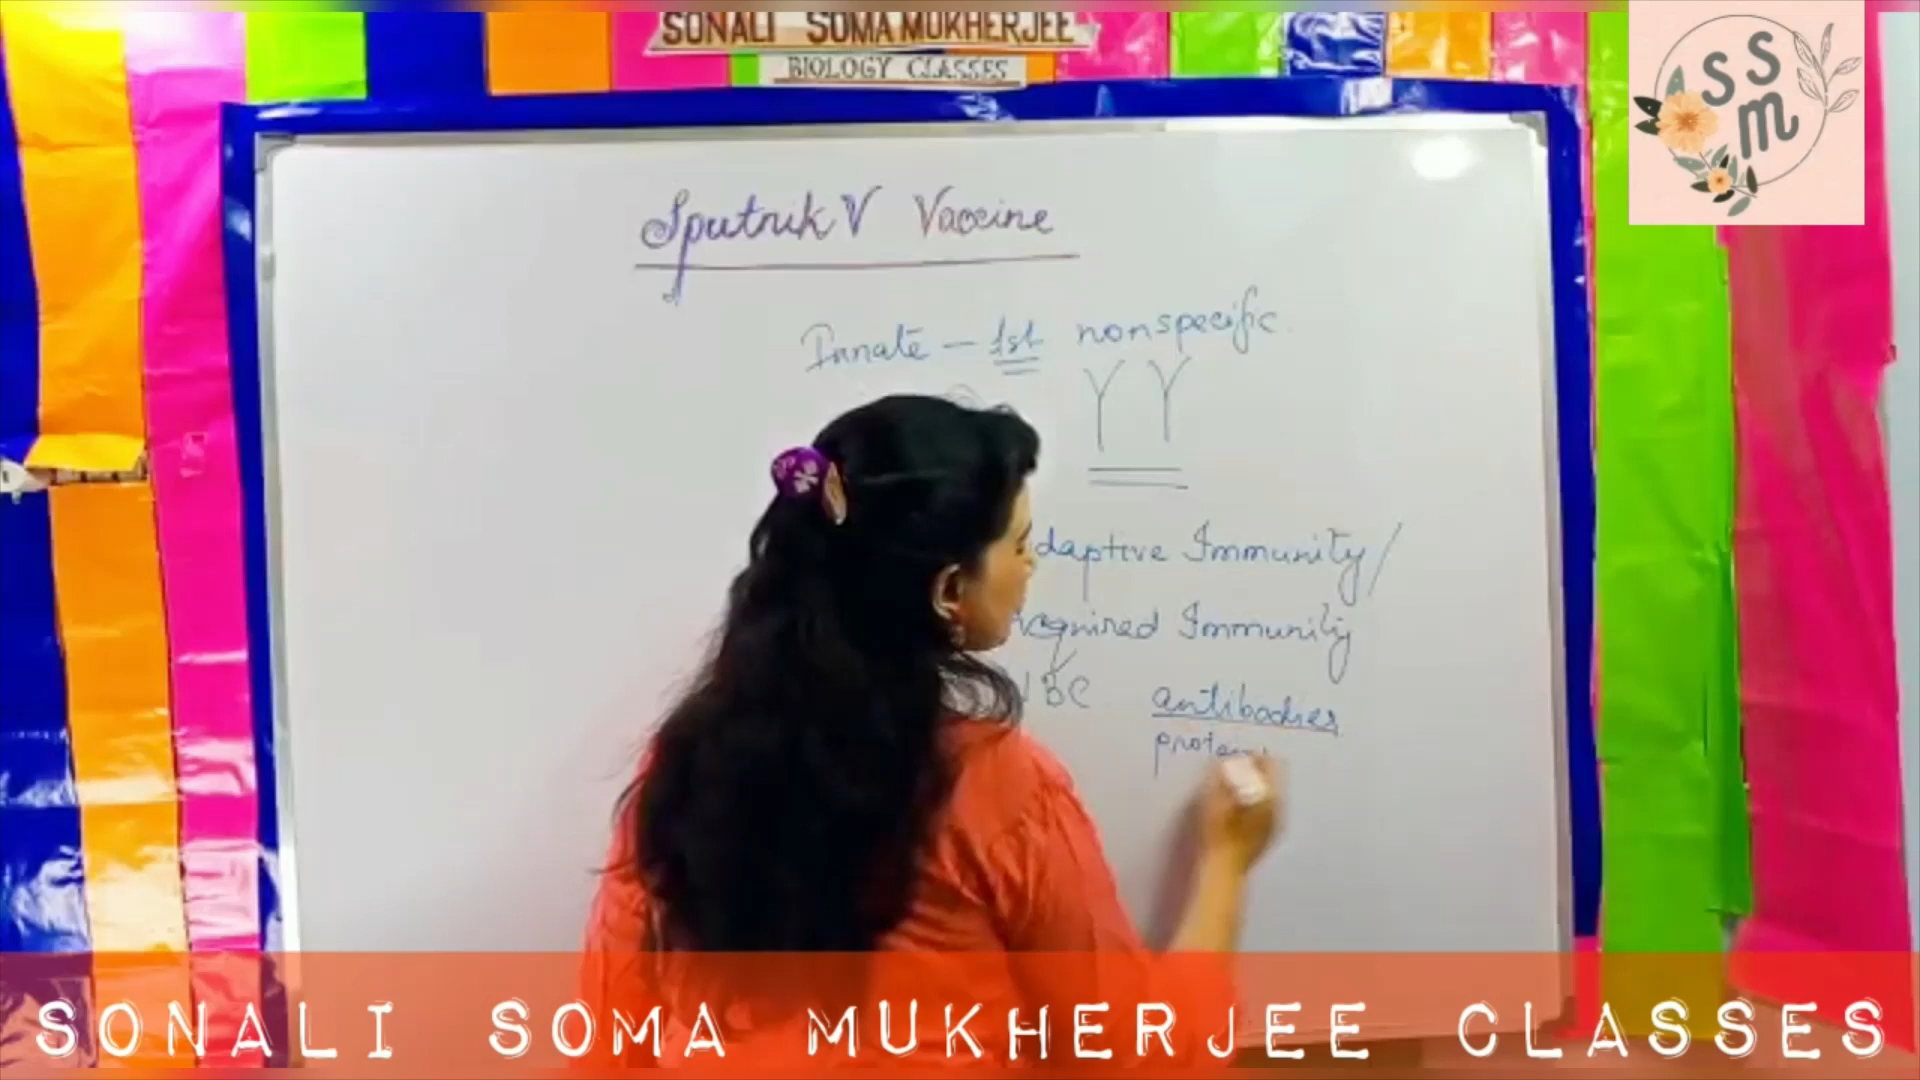 SONALI SOMA MUKHERJEE
BIOLOGY CLASSES
SSM
Sputnik V Vaccine
Innate - 1st nonspecific.
daptive Immunity/
cquired Immunity
BC antibodies
SONALI SOMA MUKHERJEE CLASSES